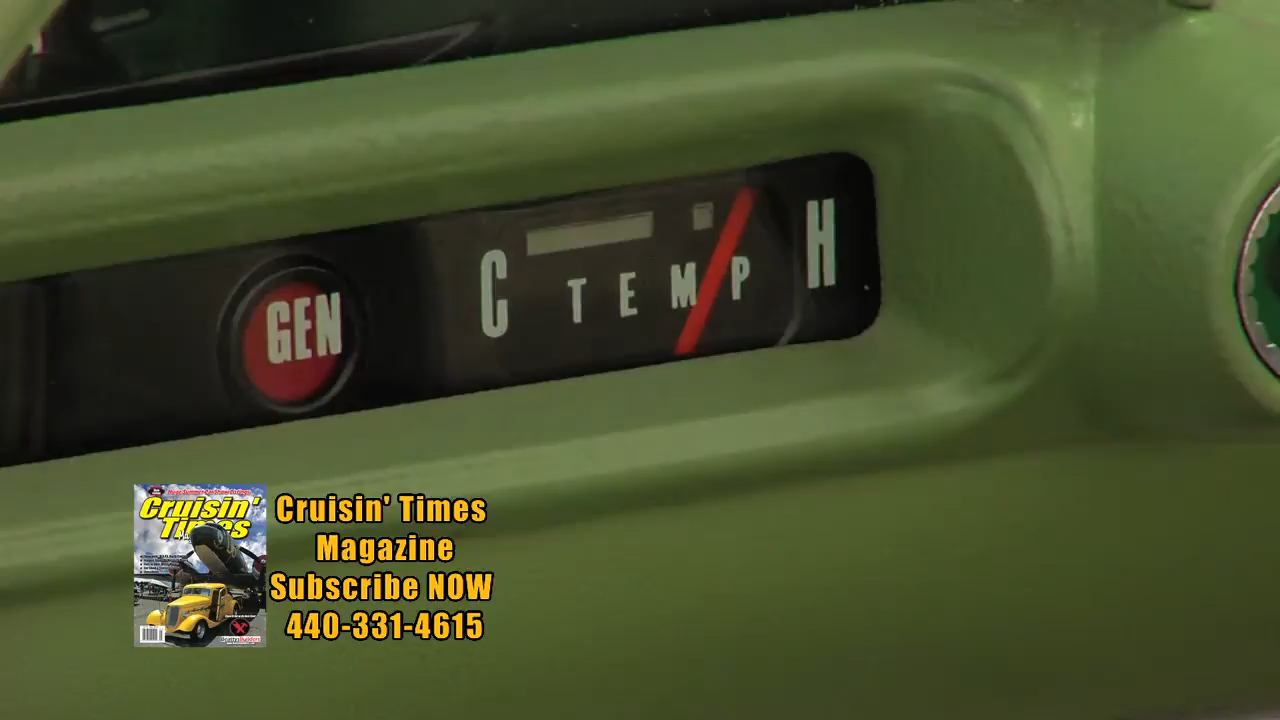 GEN
C TEMP H
Cruisin'
Times
Cruisin' Times
Magazine
Subscribe NOW
440-331-4615